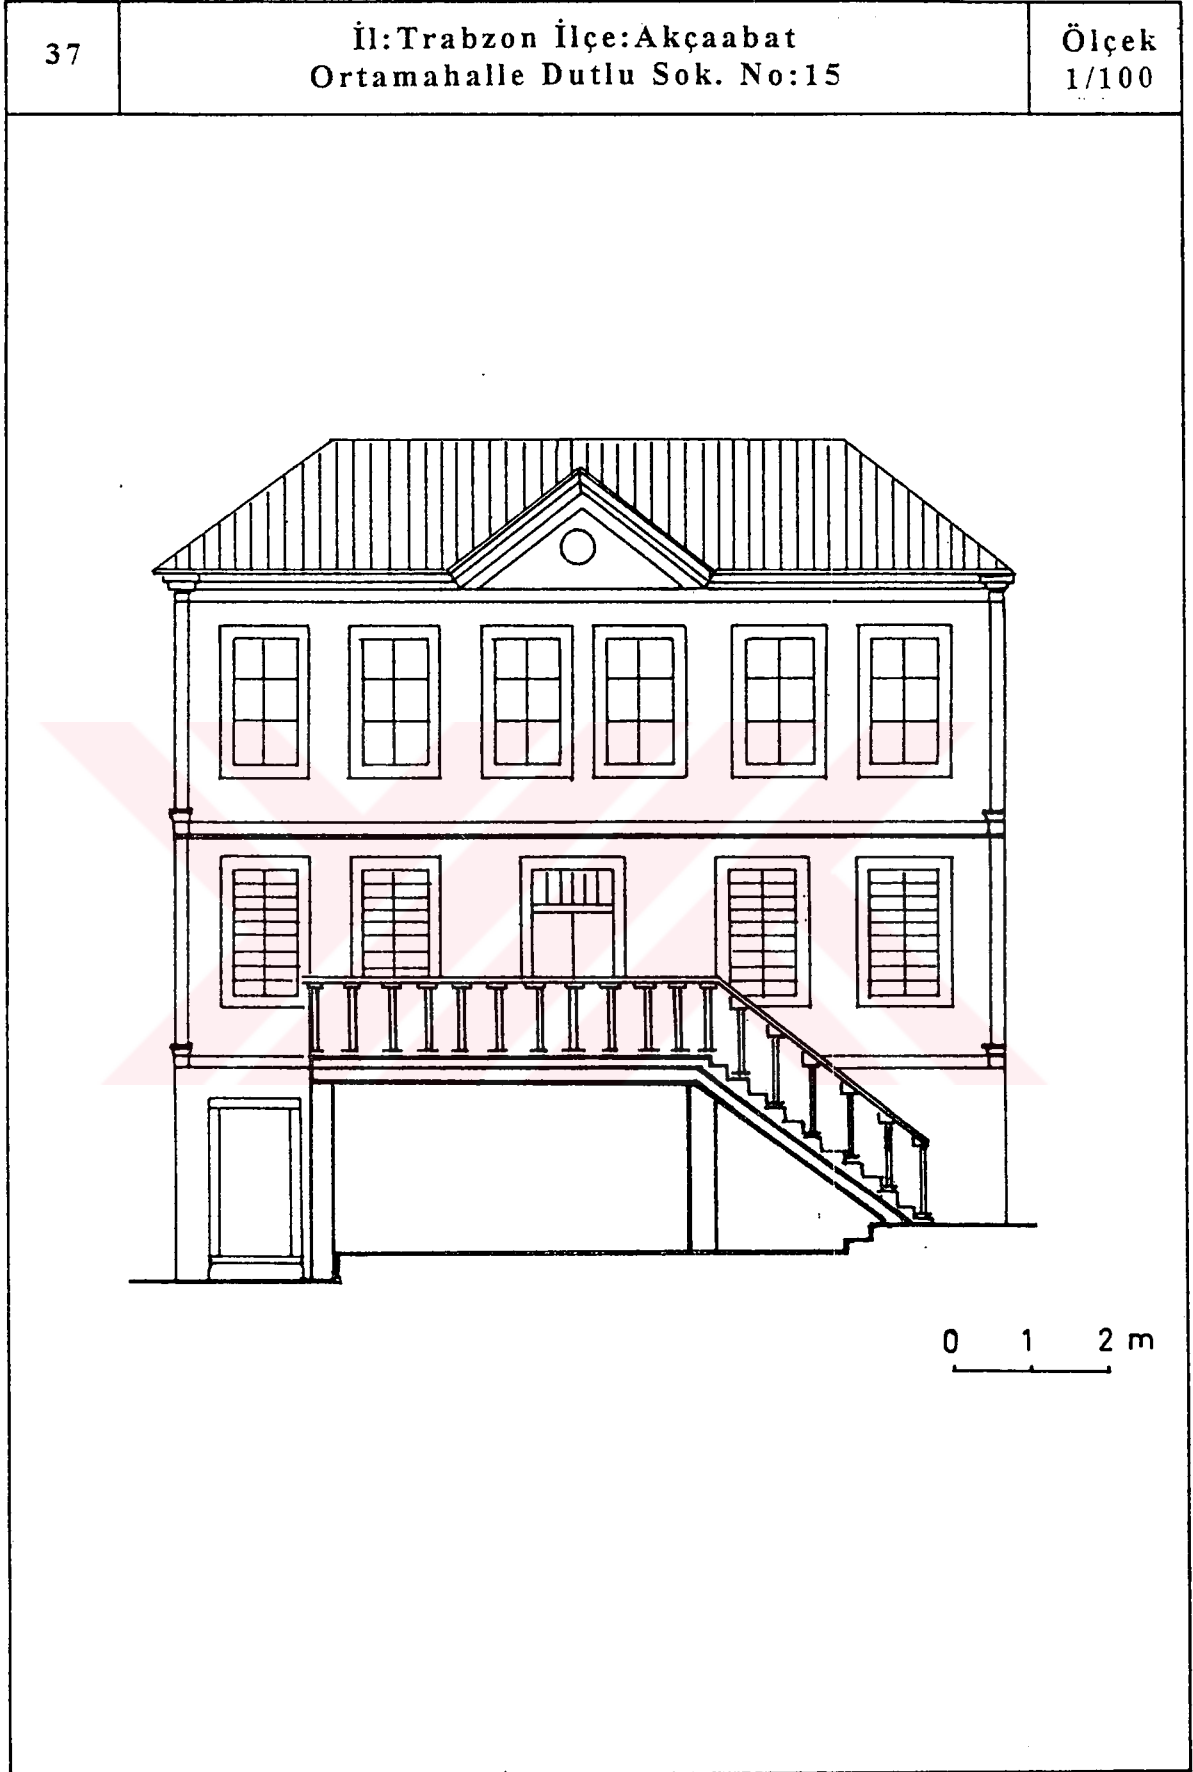 37
İl:Trabzon İlçe:Akçaabat
Ortamahalle Dutlu Sok. No:15
Ölçek
1/100
0 1 2 m